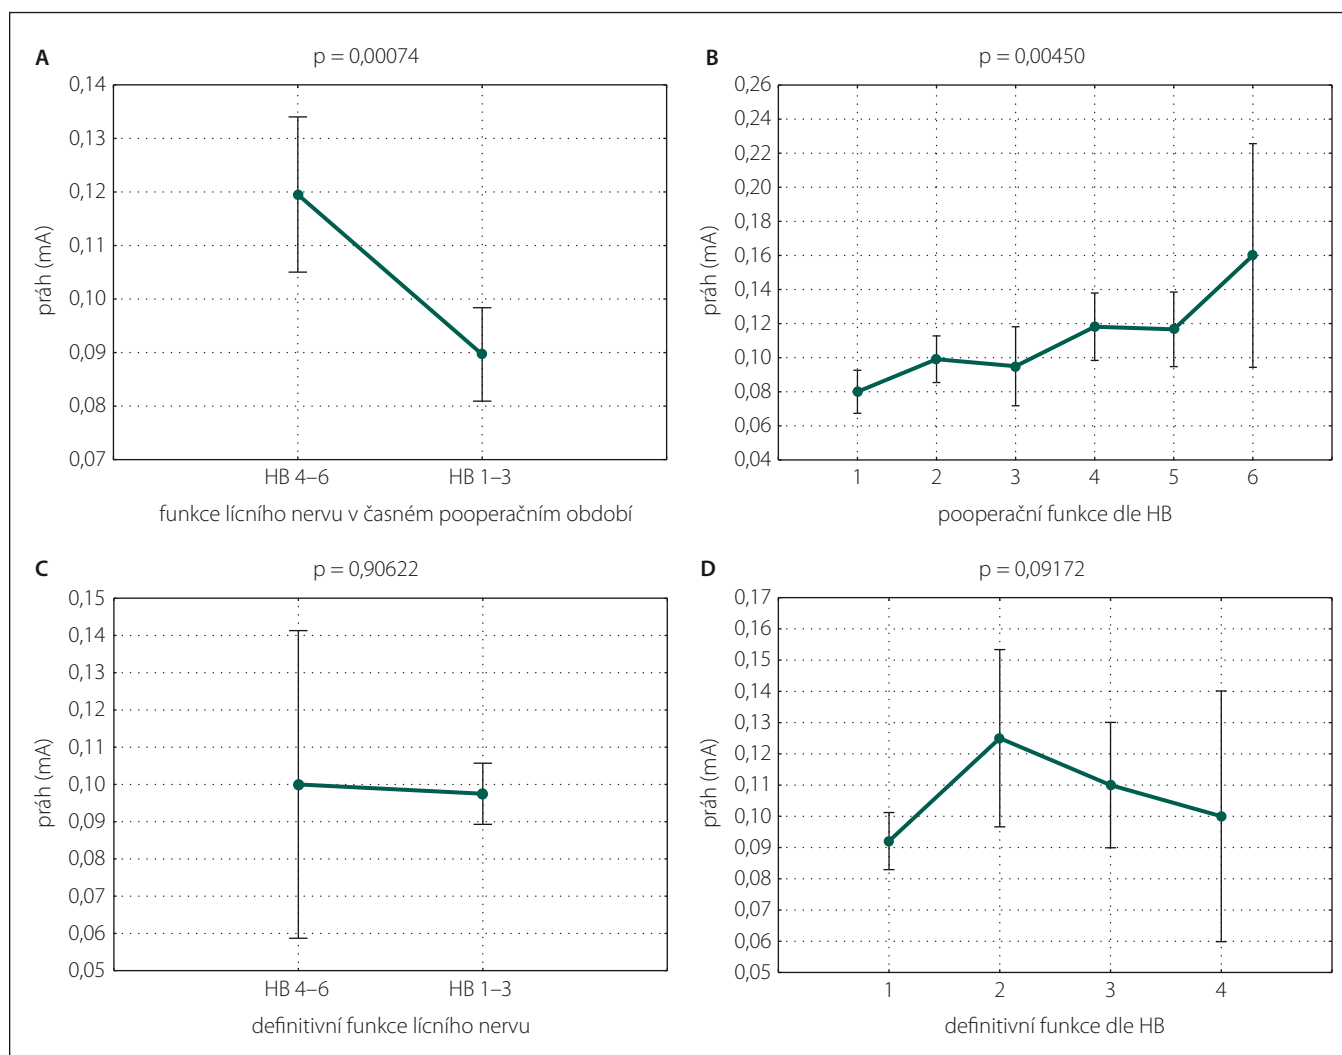 A
p = 0,00074
0,14
0,13
0,12
0,11
0,10
0,09
0,08
0,07
práh (mA)
HB 4–6 HB 1–3
funkce lícního nervu v časném pooperačním období
B
p = 0,00450
0,26
0,24
0,22
0,20
0,18
0,16
0,14
0,12
0,10
0,08
0,06
0,04
práh (mA)
1 2 3 4 5 6
pooperační funkce dle HB
C
p = 0,90622
0,15
0,14
0,13
0,12
0,11
0,10
0,09
0,08
0,07
0,06
0,05
práh (mA)
HB 4–6 HB 1–3
definitivní funkce lícního nervu
D
p = 0,09172
0,17
0,16
0,15
0,14
0,13
0,12
0,11
0,10
0,09
0,08
0,07
0,06
0,05
práh (mA)
1 2 3 4
definitivní funkce dle HB